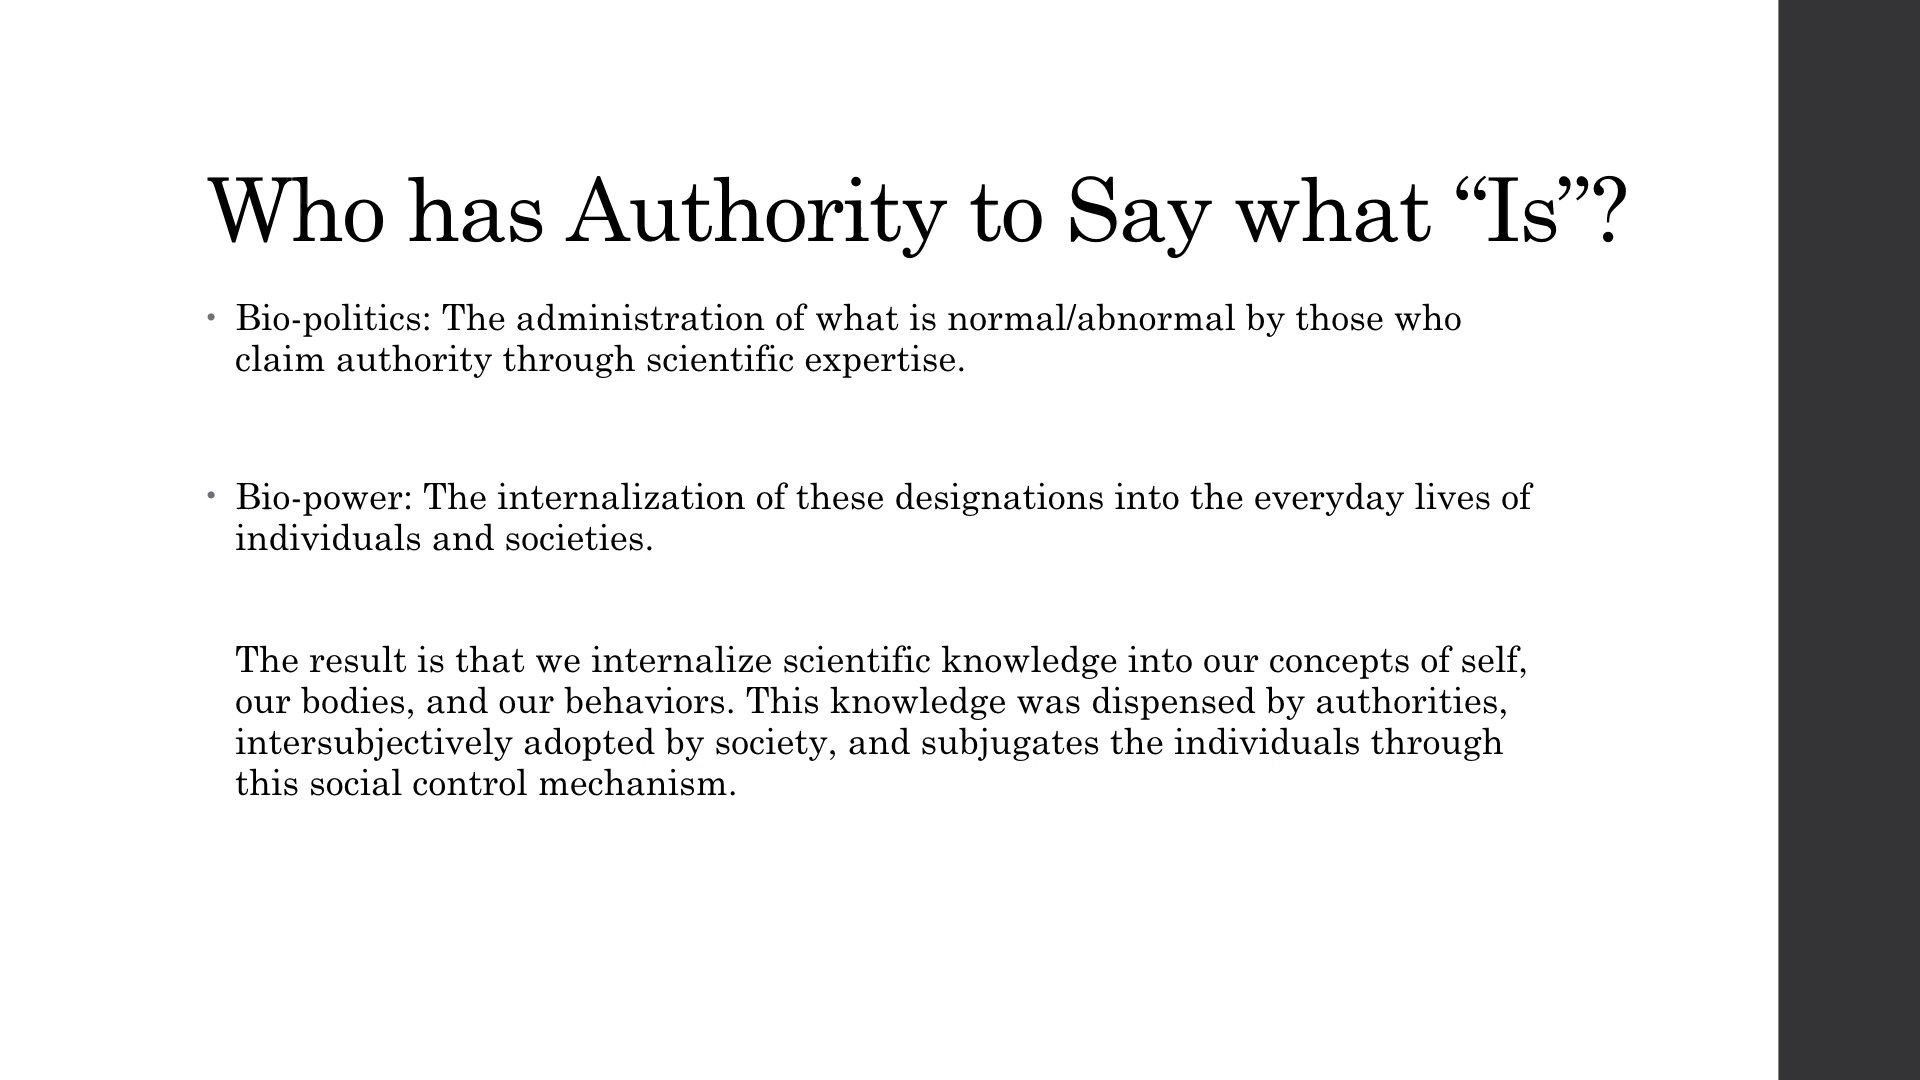 Who has Authority to Say what “Is”?
• Bio-politics: The administration of what is normal/abnormal by those who
claim authority through scientific expertise.
• Bio-power: The internalization of these designations into the everyday lives of
individuals and societies.
The result is that we internalize scientific knowledge into our concepts of self,
our bodies, and our behaviors. This knowledge was dispensed by authorities,
intersubjectively adopted by society, and subjugates the individuals through
this social control mechanism.